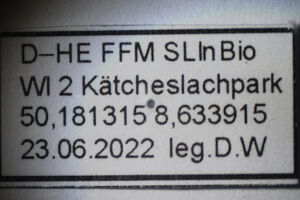 D-HE FFM SLInBio
WI 2 Kätcheslachpark
50,181315 8,633915
23.06.2022 leg.D.W